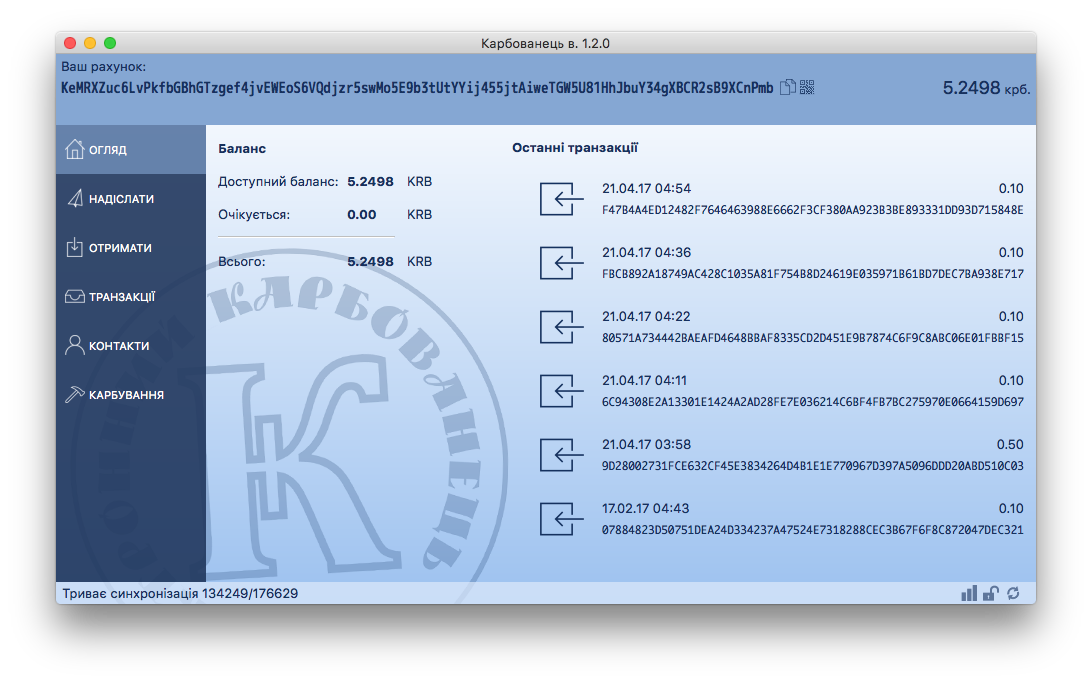 Карбованець в. 1.2.0
Ваш рахунок:
KeMRXZuc6LvPkfbGBhGTzgef4jvEWEoS6VQdjzr5swMo5E9b3tUtYYij455jtAiweTGW5U81HhJbuY34gXBCR2sB9XCnPmb
5.2498 крб.
ОГЛЯД
НАДІСЛАТИ
ОТРИМАТИ
ТРАНЗАКЦІЇ
КОНТАКТИ
КАРБУВАННЯ
Баланс
Доступний баланс: 5.2498 KRB
Очікується: 0.00 KRB
Всього: 5.2498 KRB
КАРБОВАНЕЦЬ
К
Останні транзакції
21.04.17 04:54 0.10
F47B4A4ED12482F7646463988E6662F3CF380AA923B3BE893331DD93D715848E
21.04.17 04:36 0.10
FBCB892A18749AC428C1035A81F754B8D24619E035971B61BD7DEC7BA938E717
21.04.17 04:22 0.10
80571A734442BAEAFD4648BBAF8335CD2D451E9B7874C6F9C8ABC06E01FBBF15
21.04.17 04:11 0.10
6C94308E2A13301E1424A2AD28FE7E036214C6BF4FB7BC275970E0664159D697
21.04.17 03:58 0.50
9D28002731FCE632CF45E3834264D4B1E1E770967D397A5096DDD20ABD510C03
17.02.17 04:43 0.10
07884823D50751DEA24D334237A47524E7318288CEC3B67F6F8C872047DEC321
Триває синхронізація 134249/176629